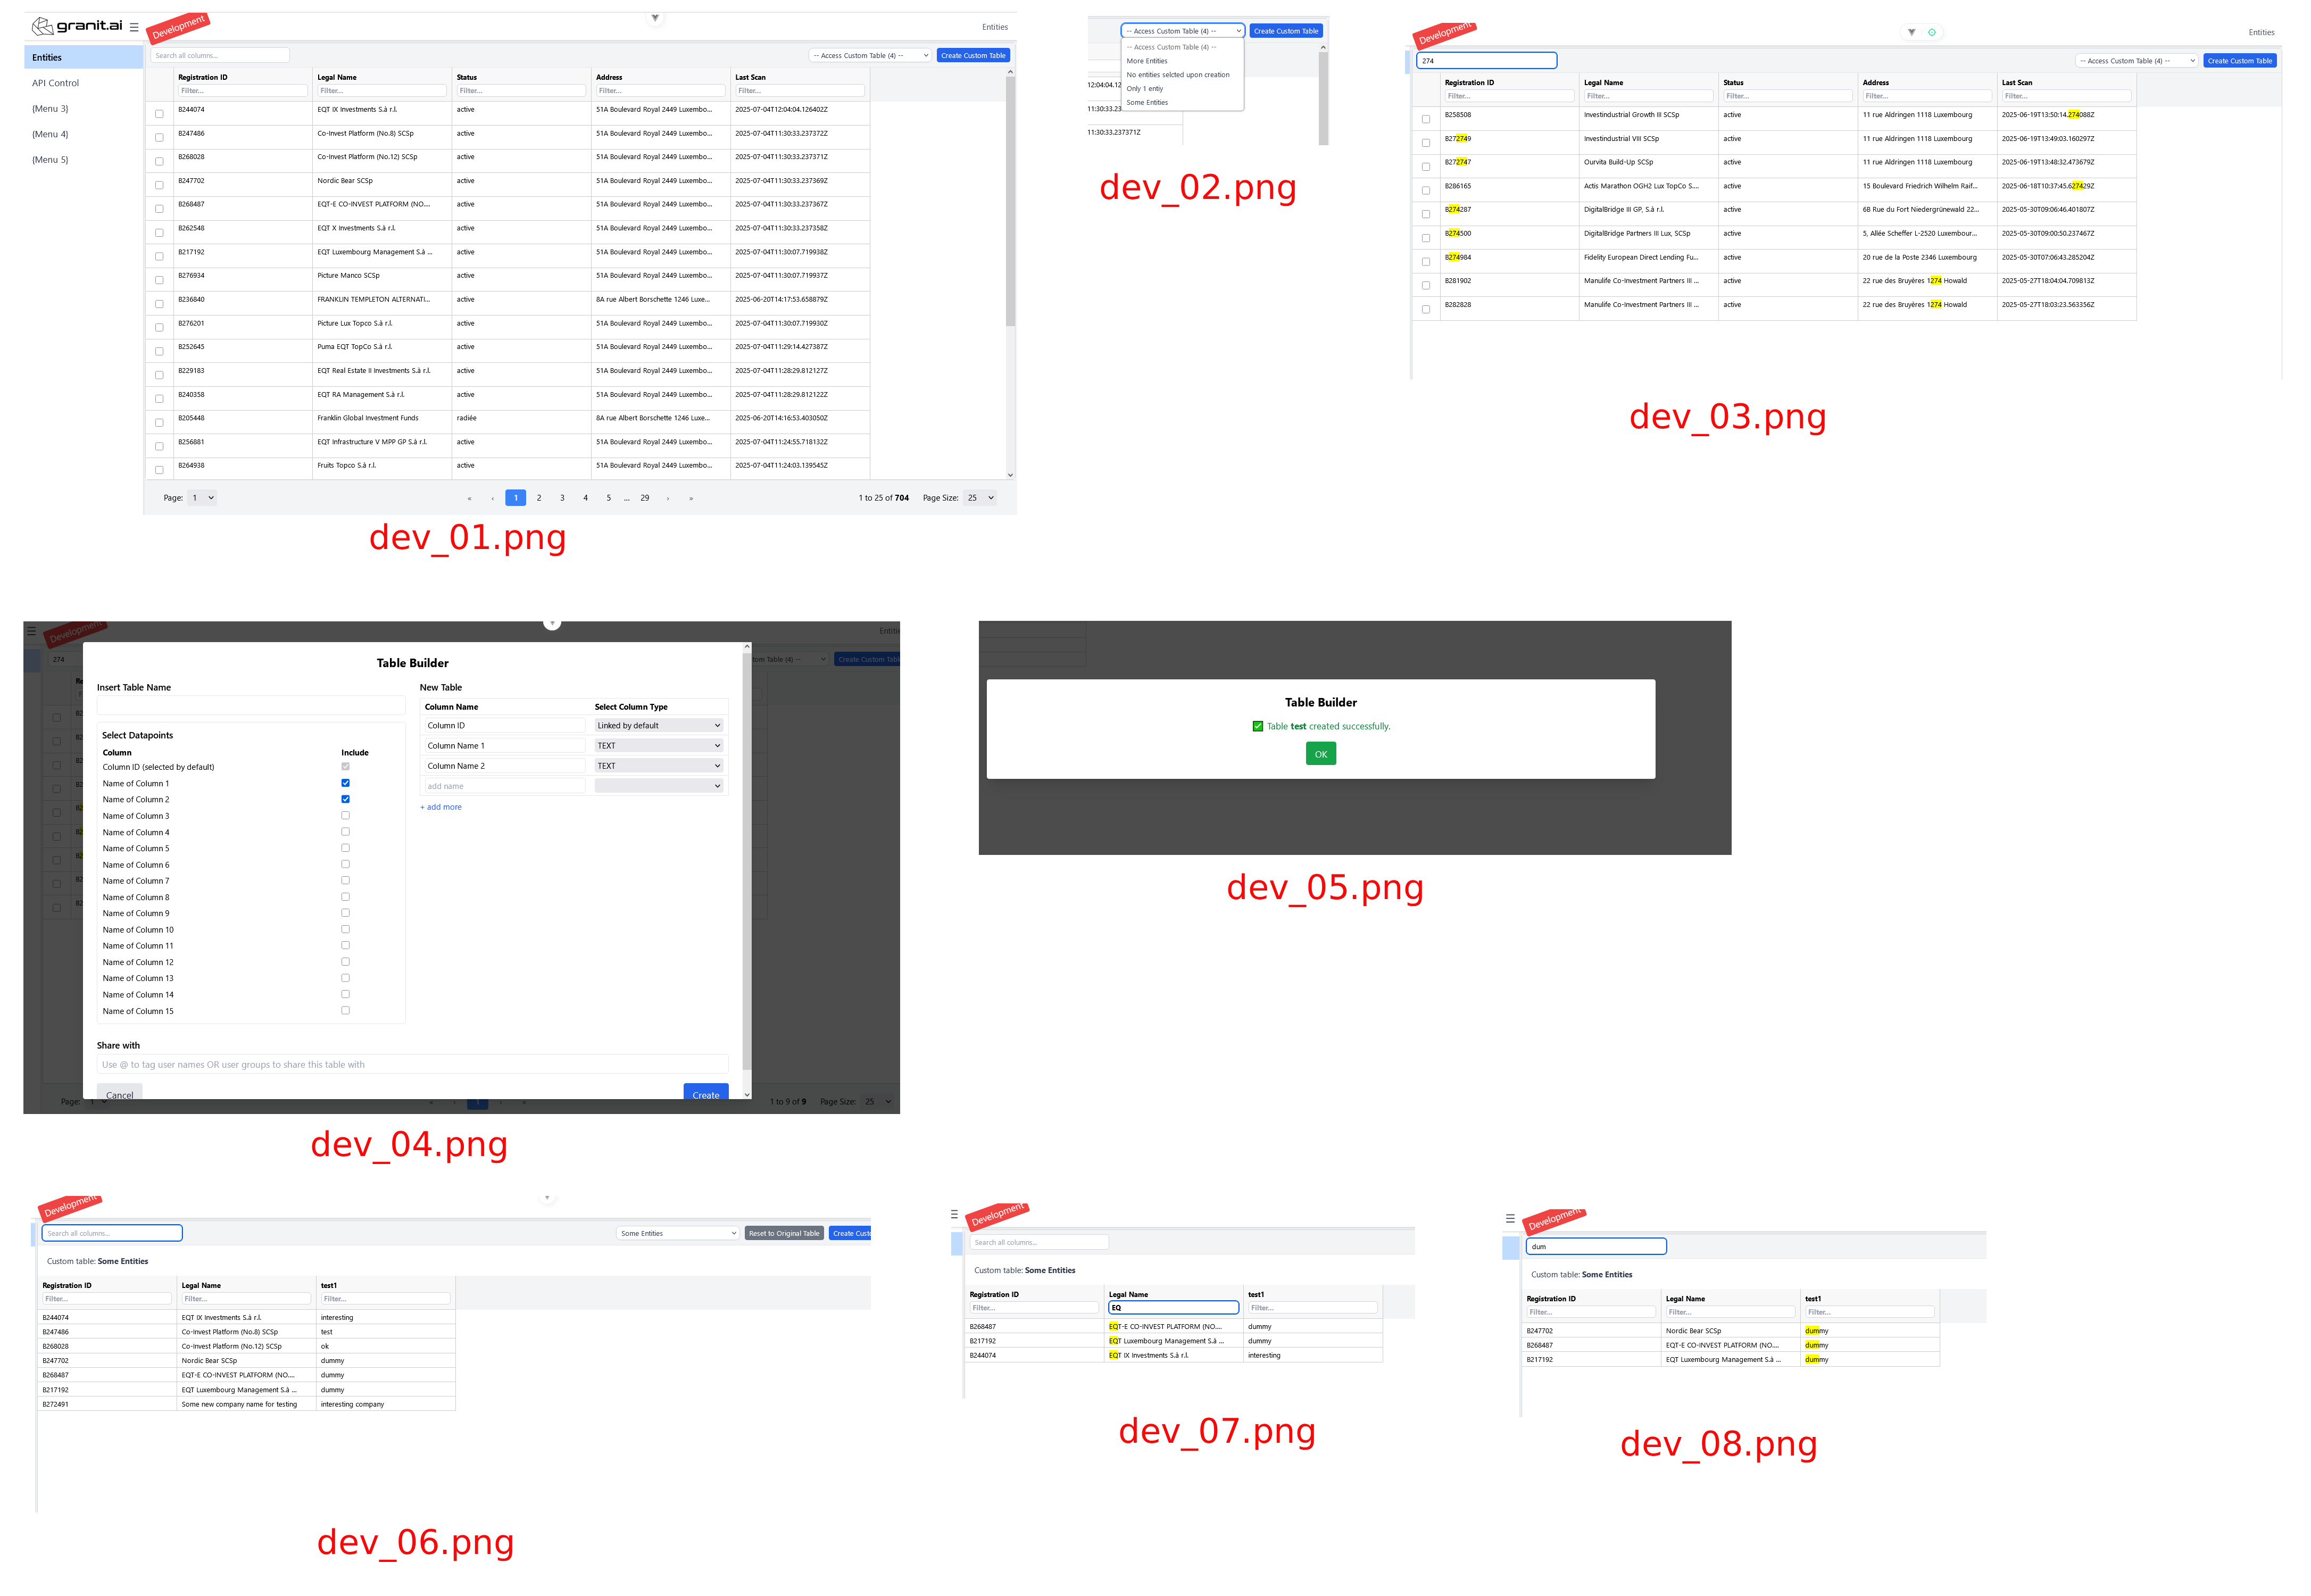 granit.ai
Development
Entities
Entities
API Control
(Menu 3)
(Menu 4)
(Menu 5)
Search all columns...
-- Access Custom Table (4) --
Create Custom Table
Registration ID Legal Name Status Address Last Scan
Filter... Filter... Filter... Filter... Filter...
B244074 EQT IX Investments S.à r.l. active 51A Boulevard Royal 2449 Luxembo... 2025-07-04T12:04:04.126402Z
B247486 Co-Invest Platform (No.8) SCSp active 51A Boulevard Royal 2449 Luxembo... 2025-07-04T11:30:33.237372Z
B268028 Co-Invest Platform (No.12) SCSp active 51A Boulevard Royal 2449 Luxembo... 2025-07-04T11:30:33.237371Z
B247702 Nordic Bear SCSp active 51A Boulevard Royal 2449 Luxembo... 2025-07-04T11:30:33.237369Z
B268487 EQT-E CO-INVEST PLATFORM (NO.... active 51A Boulevard Royal 2449 Luxembo... 2025-07-04T11:30:33.237367Z
B262548 EQT X Investments S.à r.l. active 51A Boulevard Royal 2449 Luxembo... 2025-07-04T11:30:33.237358Z
B217192 EQT Luxembourg Management S.à ... active 51A Boulevard Royal 2449 Luxembo... 2025-07-04T11:30:07.719938Z
B276934 Picture Manco SCSp active 51A Boulevard Royal 2449 Luxembo... 2025-07-04T11:30:07.719937Z
B236840 FRANKLIN TEMPLETON ALTERNATI... active 8A rue Albert Borschette 1246 Luxe... 2025-06-20T14:17:53.658879Z
B276201 Picture Lux Topco S.à r.l. active 51A Boulevard Royal 2449 Luxembo... 2025-07-04T11:30:07.719930Z
B252645 Puma EQT TopCo S.à r.l. active 51A Boulevard Royal 2449 Luxembo... 2025-07-04T11:29:14.427387Z
B229183 EQT Real Estate II Investments S.à r.l. active 51A Boulevard Royal 2449 Luxembo... 2025-07-04T11:28:29.812127Z
B240358 EQT RA Management S.à r.l. active 51A Boulevard Royal 2449 Luxembo... 2025-07-04T11:28:29.812122Z
B205448 Franklin Global Investment Funds radiée 8A rue Albert Borschette 1246 Luxe... 2025-06-20T14:16:53.403050Z
B256881 EQT Infrastructure V MPP GP S.à r.l. active 51A Boulevard Royal 2449 Luxembo... 2025-07-04T11:24:55.718132Z
B264938 Fruits Topco S.à r.l. active 51A Boulevard Royal 2449 Luxembo... 2025-07-04T11:24:03.139545Z
Page: 1 « ‹ 1 2 3 4 5 ... 29 › » 1 to 25 of 704 Page Size: 25
dev_01.png
-- Access Custom Table (4) --
Create Custom Table
-- Access Custom Table (4) --
More Entities
No entities selcted upon creation
Only 1 entiy
Some Entities
12:04:04.12
11:30:33.23
11:30:33.237371Z
dev_02.png
Development
Entities
274
-- Access Custom Table (4) --
Create Custom Table
Registration ID Legal Name Status Address Last Scan
Filter... Filter... Filter... Filter... Filter...
B258508 Investindustrial Growth III SCSp active 11 rue Aldringen 1118 Luxembourg 2025-06-19T13:50:14.274088Z
B272749 Investindustrial VIII SCSp active 11 rue Aldringen 1118 Luxembourg 2025-06-19T13:49:03.160297Z
B272747 Ourvita Build-Up SCSp active 11 rue Aldringen 1118 Luxembourg 2025-06-19T13:48:32.473679Z
B286165 Actis Marathon OGH2 Lux TopCo S.... active 15 Boulevard Friedrich Wilhelm Raif... 2025-06-18T10:37:45.627429Z
B274287 DigitalBridge III GP, S.à r.l. active 6B Rue du Fort Niedergrünewald 22... 2025-05-30T09:06:46.401807Z
B274500 DigitalBridge Partners III Lux, SCSp active 5, Allée Scheffer L-2520 Luxembour... 2025-05-30T09:00:50.237467Z
B274984 Fidelity European Direct Lending Fu... active 20 rue de la Poste 2346 Luxembourg 2025-05-30T07:06:43.285204Z
B281902 Manulife Co-Investment Partners III ... active 22 rue des Bruyères 1274 Howald 2025-05-27T18:04:04.709813Z
B282828 Manulife Co-Investment Partners III ... active 22 rue des Bruyères 1274 Howald 2025-05-27T18:03:23.563356Z
dev_03.png
Development
274
Table (4) --
Create Custom Table
Table Builder
Insert Table Name
Select Datapoints
Column Include
Column ID (selected by default)
Name of Column 1
Name of Column 2
Name of Column 3
Name of Column 4
Name of Column 5
Name of Column 6
Name of Column 7
Name of Column 8
Name of Column 9
Name of Column 10
Name of Column 11
Name of Column 12
Name of Column 13
Name of Column 14
Name of Column 15
New Table
Column Name Select Column Type
Column ID Linked by default
Column Name 1 TEXT
Column Name 2 TEXT
add name
+ add more
Share with
Use @ to tag user names OR user groups to share this table with
Cancel Create
Page: 1 1 to 9 of 9 Page Size: 25
dev_04.png
Table Builder
Table test created successfully.
OK
dev_05.png
Development
Search all columns...
Some Entities
Reset to Original Table
Create Custo
Custom table: Some Entities
Registration ID Legal Name test1
Filter... Filter... Filter...
B244074 EQT IX Investments S.à r.l. interesting
B247486 Co-Invest Platform (No.8) SCSp test
B268028 Co-Invest Platform (No.12) SCSp ok
B247702 Nordic Bear SCSp dummy
B268487 EQT-E CO-INVEST PLATFORM (NO.... dummy
B217192 EQT Luxembourg Management S.à ... dummy
B272491 Some new company name for testing interesting company
dev_06.png
Development
Search all columns...
Custom table: Some Entities
Registration ID Legal Name test1
Filter... EQ Filter...
B268487 EQT-E CO-INVEST PLATFORM (NO.... dummy
B217192 EQT Luxembourg Management S.à ... dummy
B244074 EQT IX Investments S.à r.l. interesting
dev_07.png
Development
dum
Custom table: Some Entities
Registration ID Legal Name test1
Filter... Filter... Filter...
B247702 Nordic Bear SCSp dummy
B268487 EQT-E CO-INVEST PLATFORM (NO.... dummy
B217192 EQT Luxembourg Management S.à ... dummy
dev_08.png